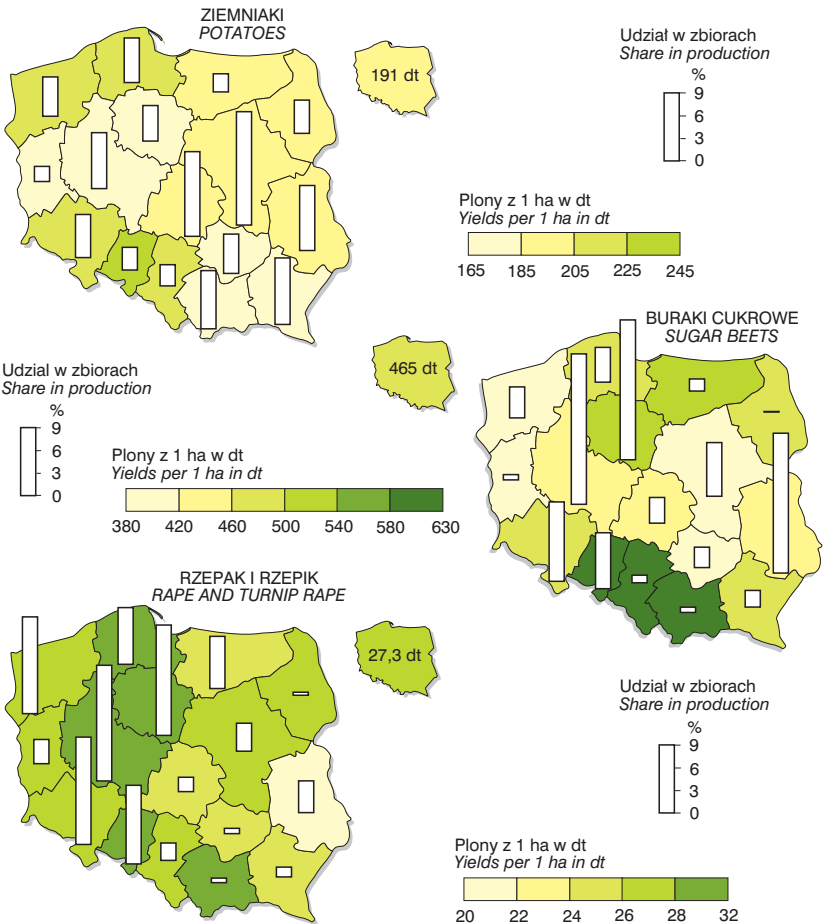 ZIEMNIAKI
POTATOES
191 dt
Udział w zbiorach
Share in production
%
9
6
3
0
Plony z 1 ha w dt
Yields per 1 ha in dt
165 185 205 225 245
BURAKI CUKROWE
SUGAR BEETS
465 dt
Udzial w zbiorach
Share in production
%
9
6
3
0
Plony z 1 ha w dt
Yields per 1 ha in dt
380 420 460 500 540 580 630
RZEPAK I RZEPIK
RAPE AND TURNIP RAPE
27,3 dt
Udział w zbiorach
Share in production
%
9
6
3
0
Plony z 1 ha w dt
Yields per 1 ha in dt
20 22 24 26 28 32